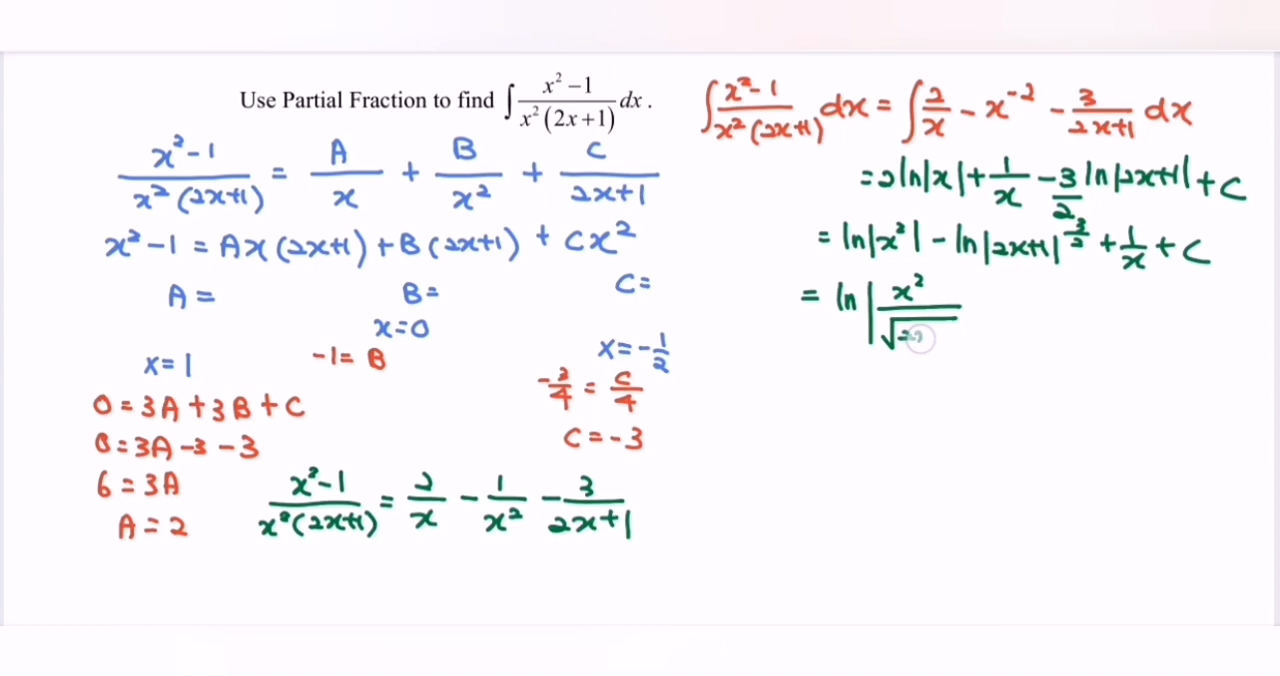 Use Partial Fraction to find ∫ (x² − 1)/(x²(2x+1)) dx .
(x² − 1)/(x²(2x+1)) = A/x + B/x² + C/(2x+1)
x² − 1 = Ax(2x+1) + B(2x+1) + Cx²
A = B= C=
x=0
x=1 −1= B x=−1/2
0=3A+3B+C −3/4 = C/4
0=3A−3−3 C=−3
6=3A
A=2
(x²−1)/(x²(2x+1)) = 2/x − 1/x² − 3/(2x+1)
∫ (x²−1)/(x²(2x+1)) dx = ∫ 2/x − x⁻² − 3/(2x+1) dx
=2ln|x|+1/x −3/2 ln|2x+1|+C
= ln|x²| − ln|2x+1|^(3/2) + 1/x + C
= ln| x²/√